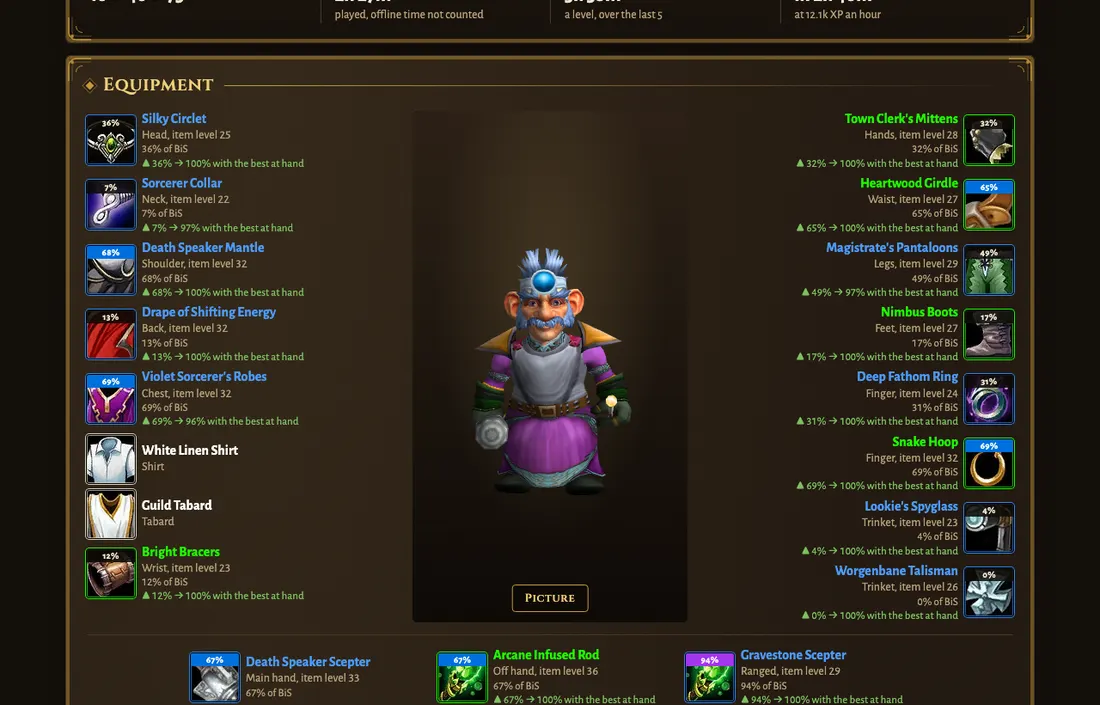 played, offline time not counted
a level, over the last 5
at 12.1k XP an hour
Equipment
36%
Silky Circlet
Head, item level 25
36% of BiS
▲ 36% → 100% with the best at hand
7%
Sorcerer Collar
Neck, item level 22
7% of BiS
▲ 7% → 97% with the best at hand
68%
Death Speaker Mantle
Shoulder, item level 32
68% of BiS
▲ 68% → 100% with the best at hand
13%
Drape of Shifting Energy
Back, item level 32
13% of BiS
▲ 13% → 100% with the best at hand
69%
Violet Sorcerer's Robes
Chest, item level 32
69% of BiS
▲ 69% → 96% with the best at hand
White Linen Shirt
Shirt
Guild Tabard
Tabard
12%
Bright Bracers
Wrist, item level 23
12% of BiS
▲ 12% → 100% with the best at hand
Picture
Town Clerk's Mittens
32%
Hands, item level 28
32% of BiS
▲ 32% → 100% with the best at hand
Heartwood Girdle
65%
Waist, item level 27
65% of BiS
▲ 65% → 100% with the best at hand
Magistrate's Pantaloons
49%
Legs, item level 29
49% of BiS
▲ 49% → 97% with the best at hand
Nimbus Boots
17%
Feet, item level 27
17% of BiS
▲ 17% → 100% with the best at hand
Deep Fathom Ring
31%
Finger, item level 24
31% of BiS
▲ 31% → 100% with the best at hand
Snake Hoop
69%
Finger, item level 32
69% of BiS
▲ 69% → 100% with the best at hand
Lookie's Spyglass
4%
Trinket, item level 23
4% of BiS
▲ 4% → 100% with the best at hand
Worgenbane Talisman
0%
Trinket, item level 26
0% of BiS
▲ 0% → 100% with the best at hand
67%
Death Speaker Scepter
Main hand, item level 33
67% of BiS
67%
Arcane Infused Rod
Off hand, item level 36
67% of BiS
▲ 67% → 100% with the best at hand
94%
Gravestone Scepter
Ranged, item level 29
94% of BiS
▲ 94% → 100% with the best at hand